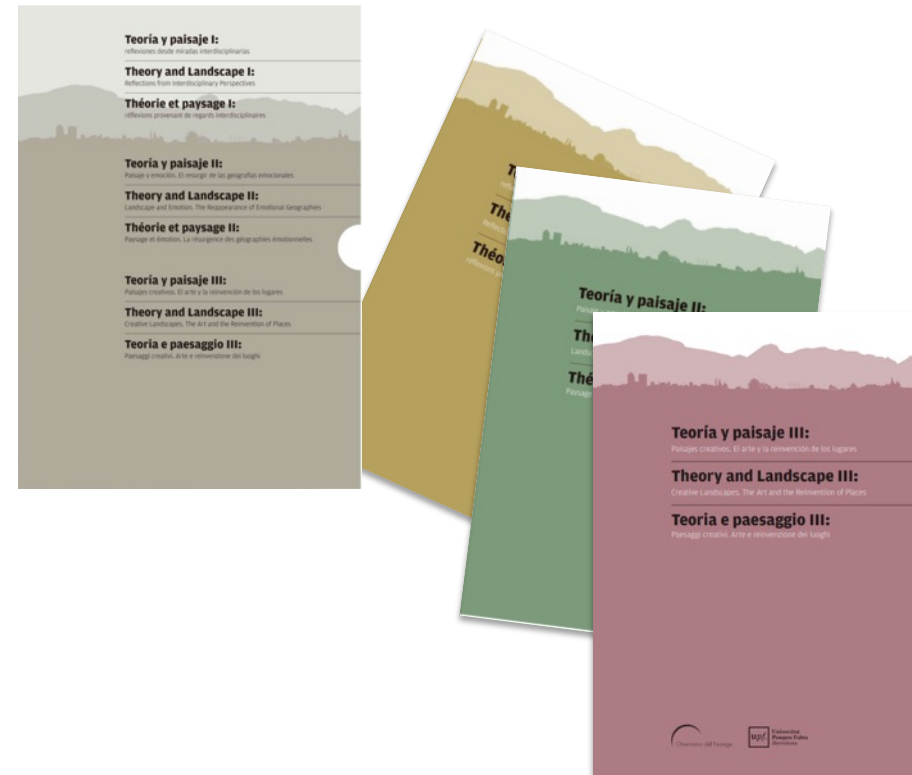 Teoría y paisaje I:
reflexiones desde miradas interdisciplinarias
Theory and Landscape I:
Reflections from Interdisciplinary Perspectives
Théorie et paysage I:
réflexions provenant de regards interdisciplinaires
Teoría y paisaje II:
Paisaje y emoción. El resurgir de las geografías emocionales
Theory and Landscape II:
Landscape and Emotion. The Reappearance of Emotional Geographies
Théorie et paysage II:
Paysage et émotion. La résurgence des géographies émotionnelles
Teoría y paisaje III:
Paisajes creativos. El arte y la reinvención de los lugares
Theory and Landscape III:
Creative Landscapes. The Art and the Reinvention of Places
Teoria e paesaggio III:
Paesaggi creativi. Arte e reinvenzione dei luoghi
Teoría y paisaje II:
Teoría y paisaje III:
Paisajes creativos. El arte y la reinvención de los lugares
Theory and Landscape III:
Creative Landscapes. The Art and the Reinvention of Places
Teoria e paesaggio III:
Paesaggi creativi. Arte e reinvenzione dei luoghi
Observatori del Paisatge
upf. Universitat
Pompeu Fabra
Barcelona